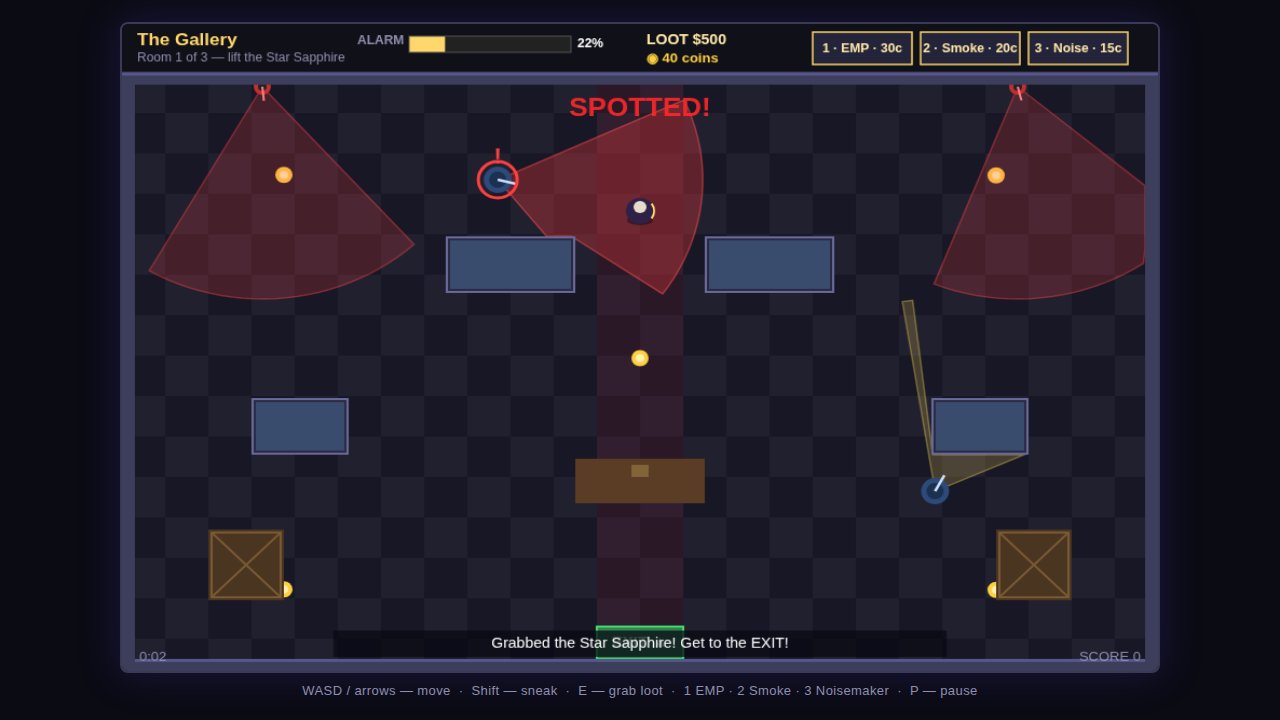 The Gallery
Room 1 of 3 — lift the Star Sapphire
ALARM 22%
LOOT $500
◉ 40 coins
1 · EMP · 30c
2 · Smoke · 20c
3 · Noise · 15c
SPOTTED!
Grabbed the Star Sapphire! Get to the EXIT!
0:02
SCORE 0
WASD / arrows — move · Shift — sneak · E — grab loot · 1 EMP · 2 Smoke · 3 Noisemaker · P — pause